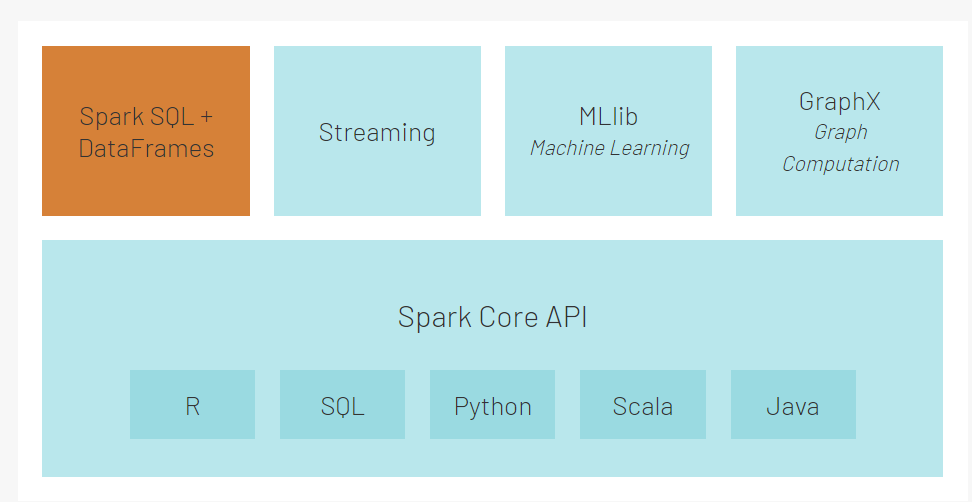 Spark SQL +
DataFrames
Streaming
MLlib
Machine Learning
GraphX
Graph
Computation
Spark Core API
R
SQL
Python
Scala
Java